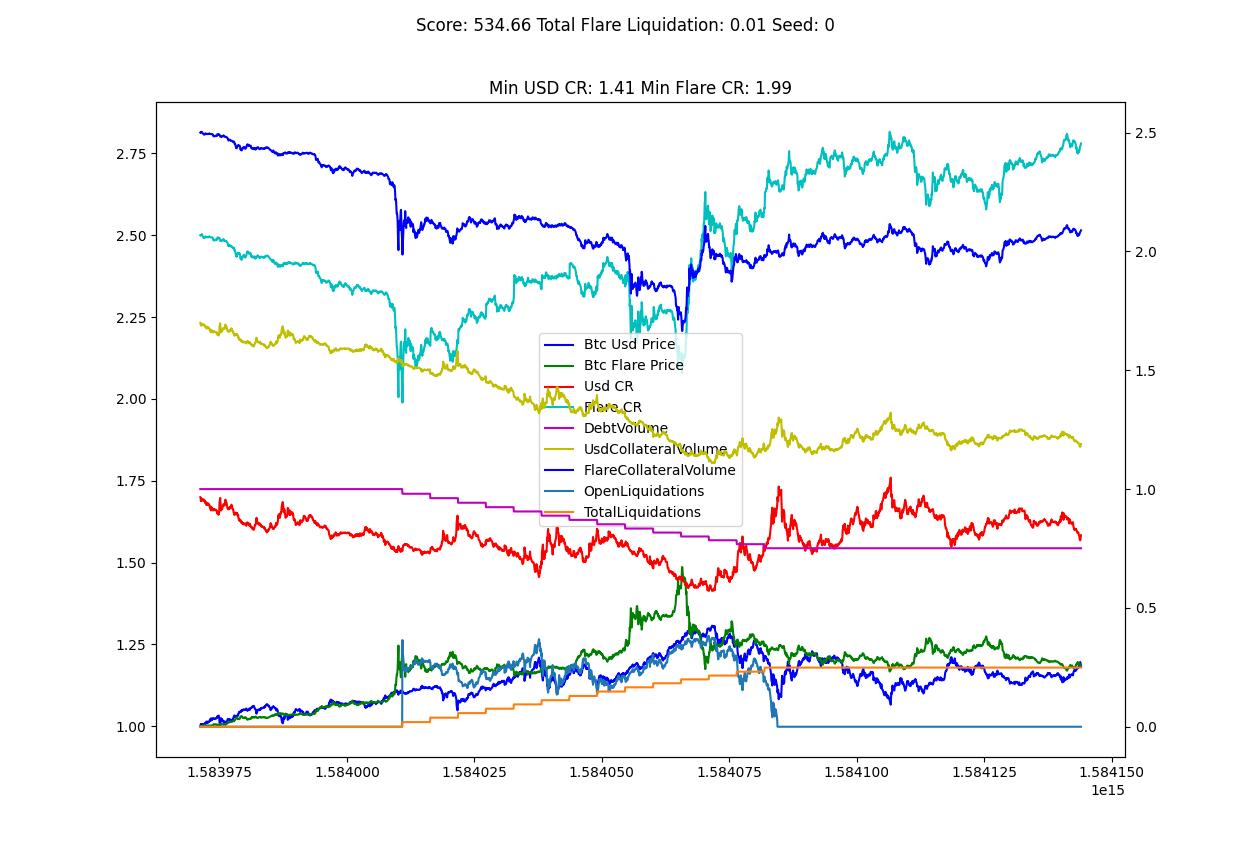 Score: 534.66 Total Flare Liquidation: 0.01 Seed: 0
Min USD CR: 1.41 Min Flare CR: 1.99
2.75
2.50
2.25
2.00
1.75
1.50
1.25
1.00
2.5
2.0
1.5
1.0
0.5
0.0
Btc Usd Price
Btc Flare Price
Usd CR
Flare CR
DebtVolume
UsdCollateralVolume
FlareCollateralVolume
OpenLiquidations
TotalLiquidations
1.583975
1.584000
1.584025
1.584050
1.584075
1.584100
1.584125
1.584150
1e15